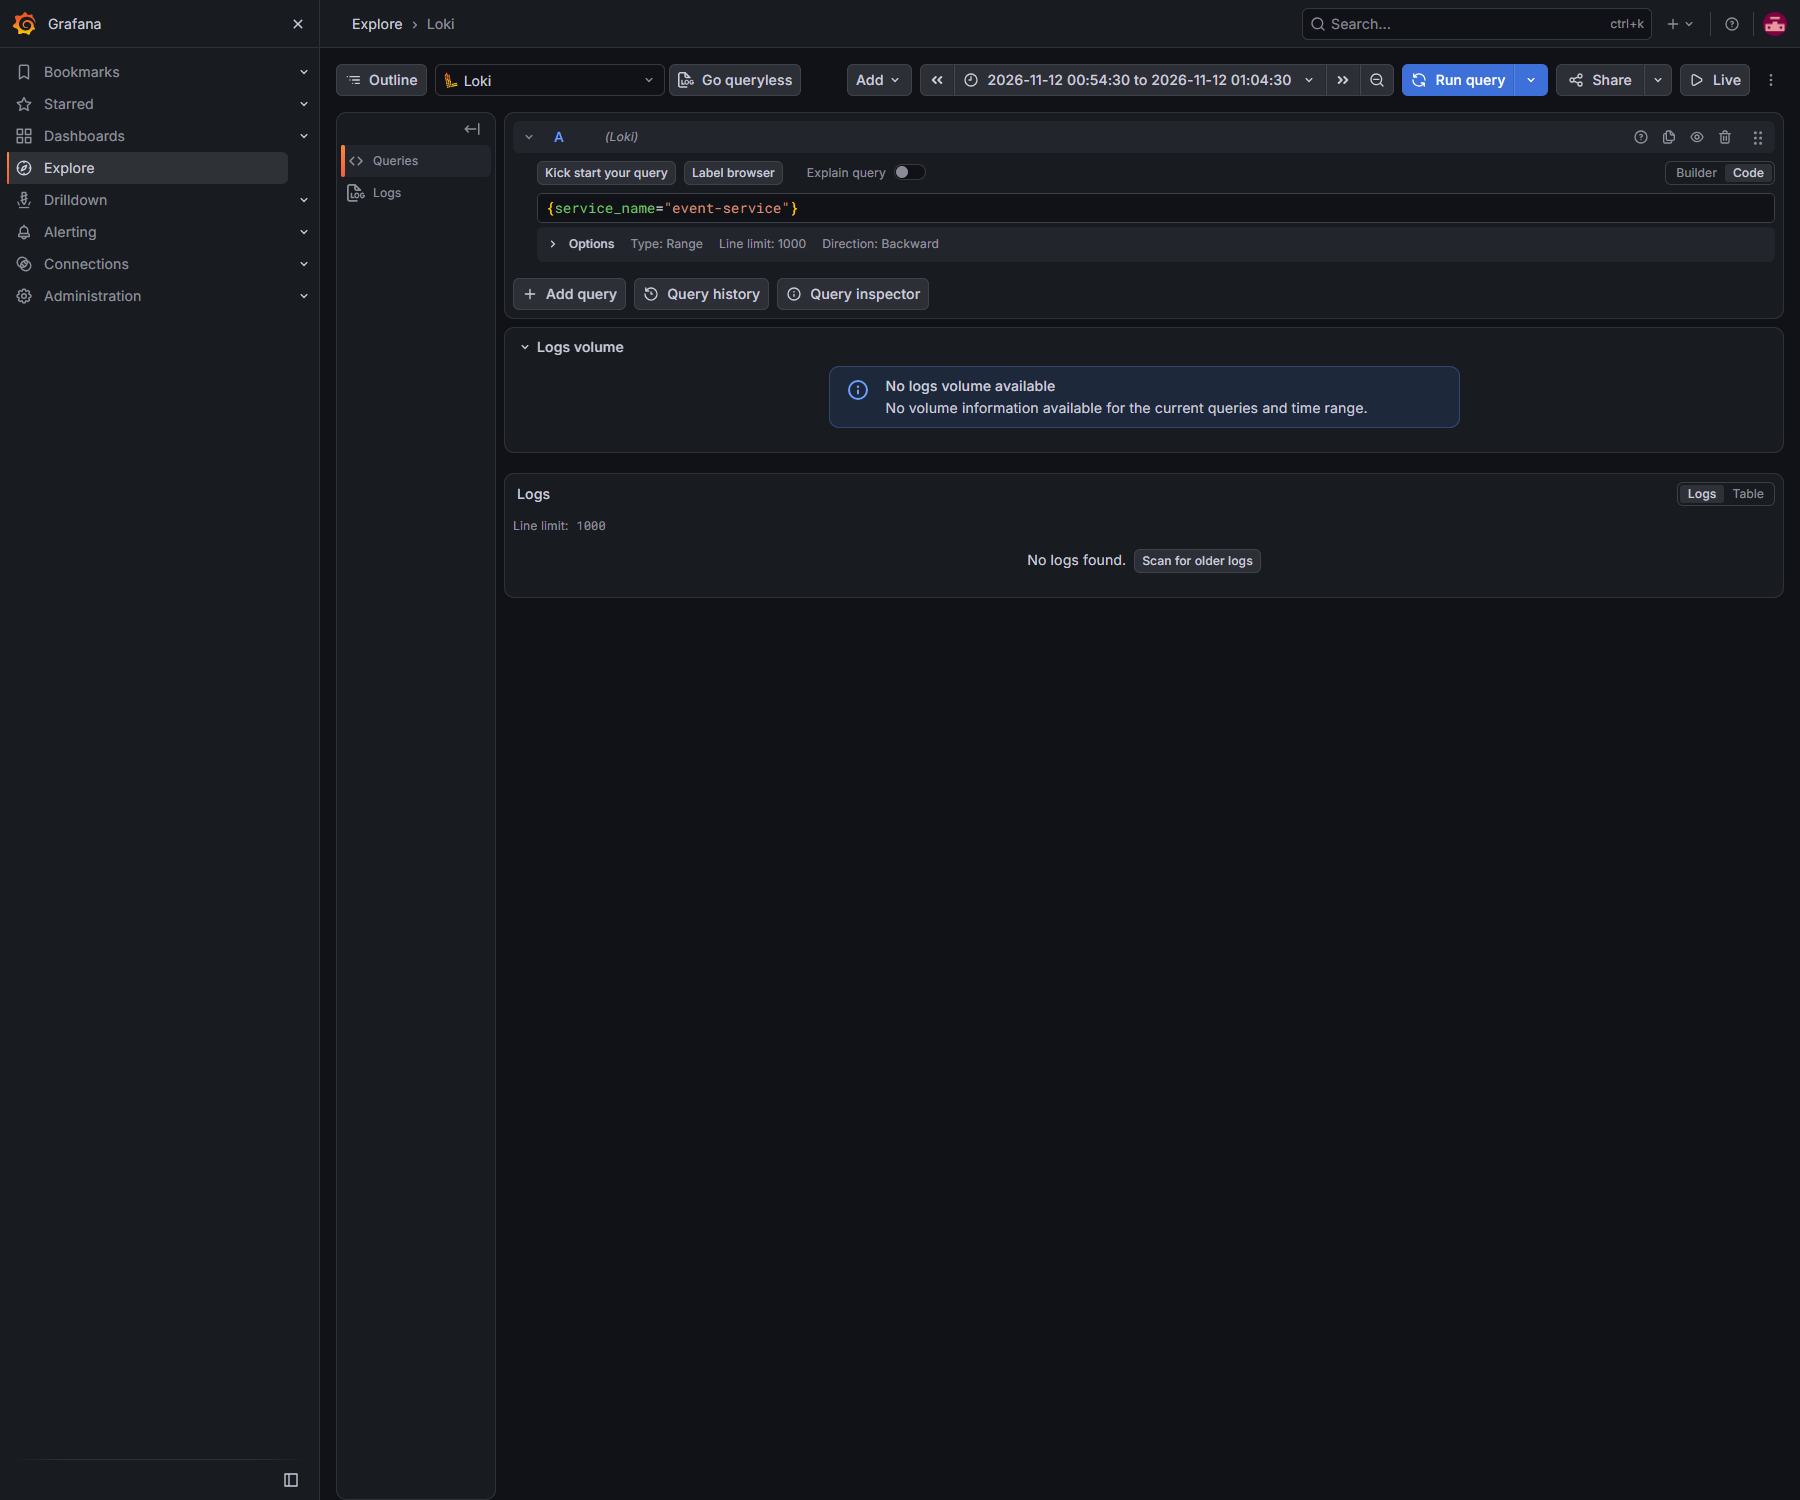 Grafana
Explore › Loki
Search...
ctrl+k
Bookmarks
Starred
Dashboards
Explore
Drilldown
Alerting
Connections
Administration
Outline
Loki
Go queryless
Add
2026-11-12 00:54:30 to 2026-11-12 01:04:30
Run query
Share
Live
Queries
Logs
A
(Loki)
Kick start your query
Label browser
Explain query
Builder
Code
{service_name="event-service"}
Options
Type: Range
Line limit: 1000
Direction: Backward
Add query
Query history
Query inspector
Logs volume
No logs volume available
No volume information available for the current queries and time range.
Logs
Logs
Table
Line limit: 1000
No logs found.
Scan for older logs